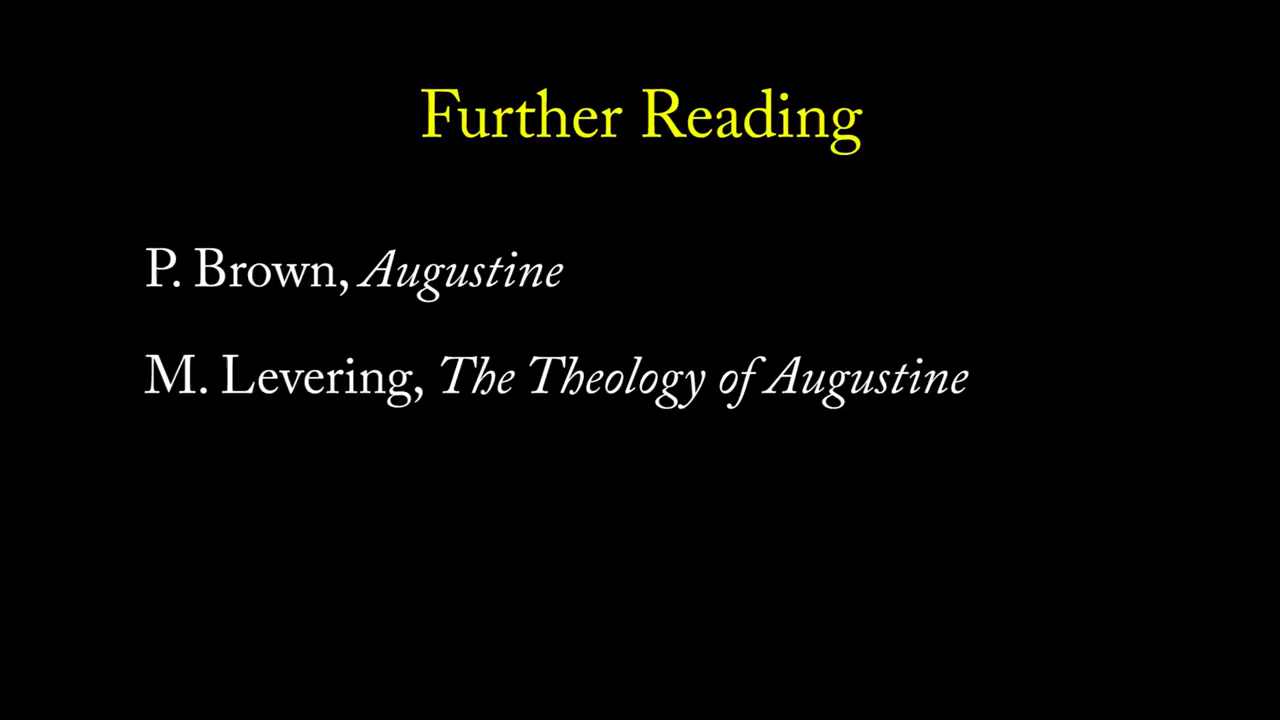 Further Reading
P. Brown, Augustine
M. Levering, The Theology of Augustine